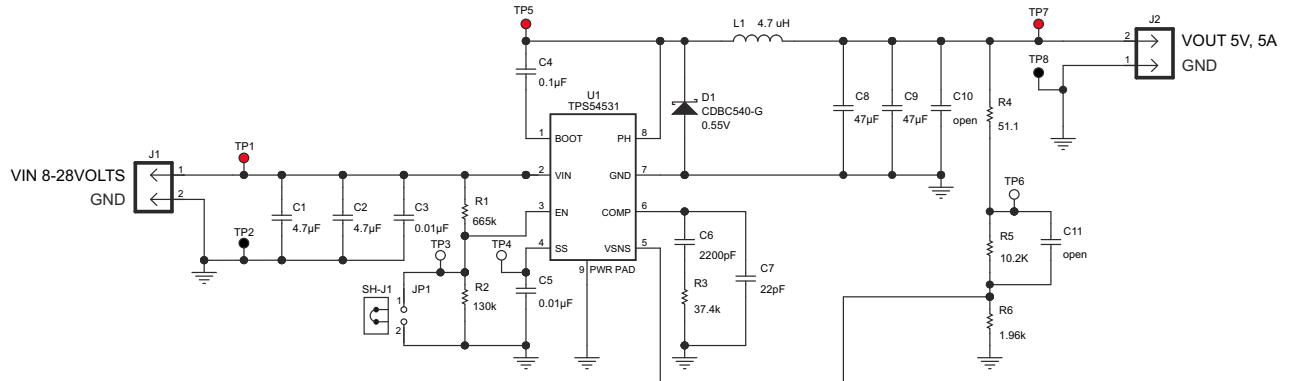 TP5
L1 4.7 uH
TP7
J2
C4
0.1µF
2
VOUT 5V, 5A
1
GND
TP8
U1
TPS54531
D1
CDBC540-G
0.55V
C8
47µF
C9
47µF
C10
open
R4
51.1
J1
TP1
1
BOOT
PH
8
VIN 8-28VOLTS
1
2
VIN
GND
7
GND
2
C1
4.7µF
C2
4.7µF
C3
0.01µF
R1
665k
3
EN
COMP
6
TP6
TP2
TP3
TP4
4
SS
VSNS
5
C6
2200pF
R5
10.2K
C11
open
9
PWR PAD
C7
22pF
SH-J1
1
JP1
2
R2
130k
C5
0.01µF
R3
37.4k
R6
1.96k